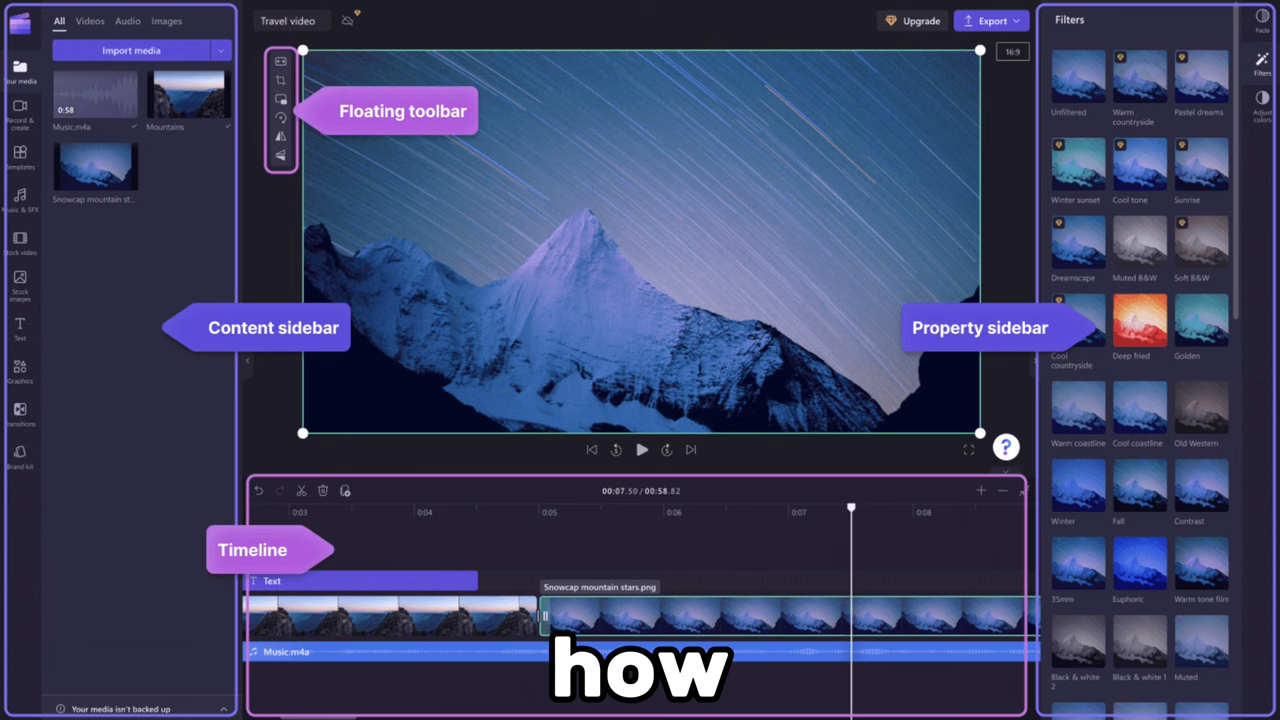 All Videos Audio Images
Import media
0:58
Music.m4a
Mountains
Snowcap mountain st...
Your media
Record &
create
Templates
Music & SFX
Stock video
Stock
images
Text
Graphics
Transitions
Brand kit
Your media isn't backed up
Content sidebar
Travel video
Upgrade
Export
16:9
Floating toolbar
?
00:07.50 / 00:58.82
0:03 0:04 0:05 0:06 0:07 0:08
Timeline
Text
Snowcap mountain stars.png
Music.m4a
how
Property sidebar
Filters
Unfiltered
Warm
countryside
Pastel dreams
Winter sunset
Cool tone
Sunrise
Dreamscape
Muted B&W
Soft B&W
Cool
countryside
Deep fried
Golden
Warm coastline
Cool coastline
Old Western
Winter
Fall
Contrast
35mm
Euphoric
Warm tone film
Black & white
2
Black & white 1
Muted
Fade
Filters
Adjust
colors